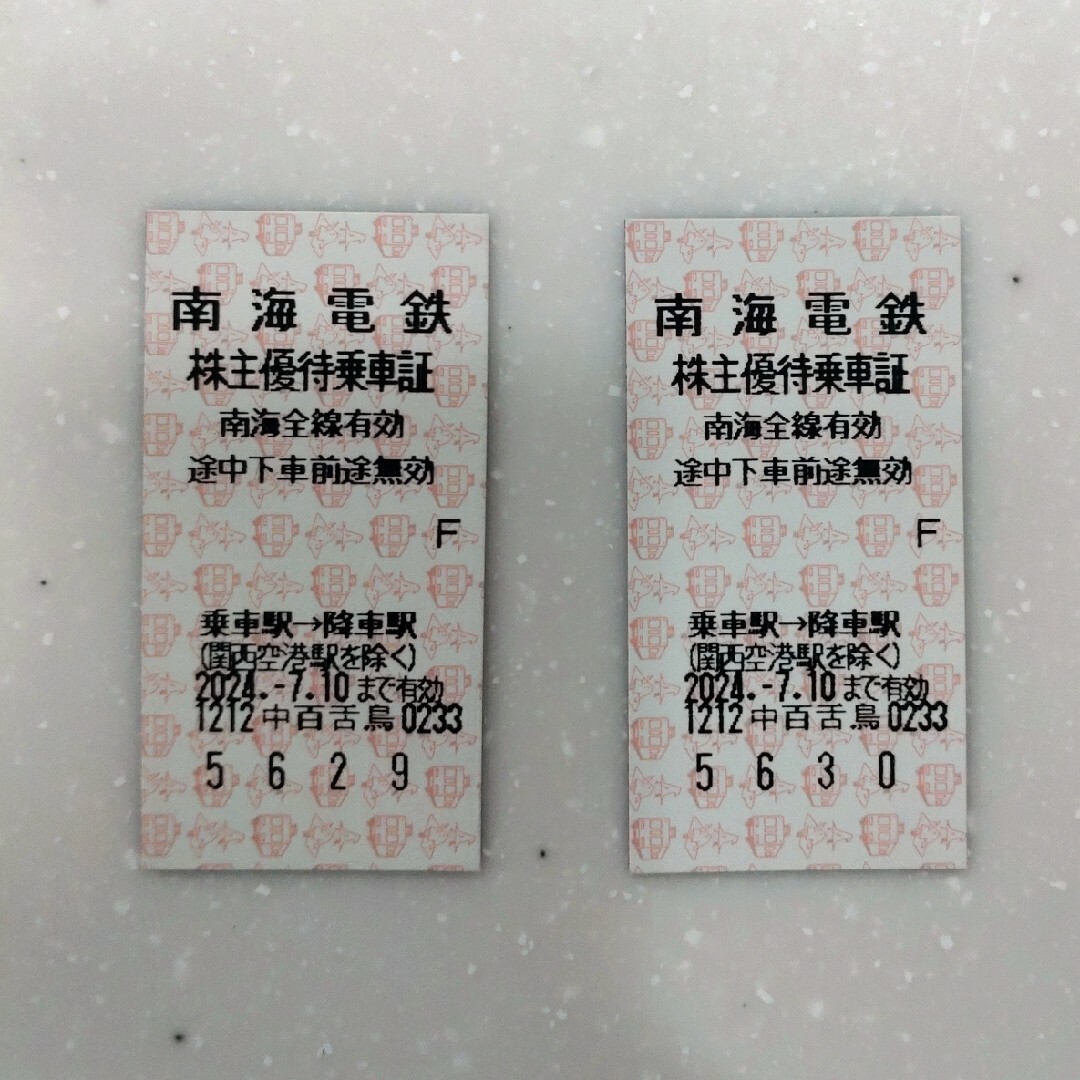 南海電鉄
株主優待乗車証
南海全線有効
途中下車前途無効
F
乗車駅→降車駅
(関西空港駅を除く)
2024.-7.10まで有効
1212中百舌鳥0233
5629
南海電鉄
株主優待乗車証
南海全線有効
途中下車前途無効
F
乗車駅→降車駅
(関西空港駅を除く)
2024.-7.10まで有効
1212中百舌鳥0233
5630